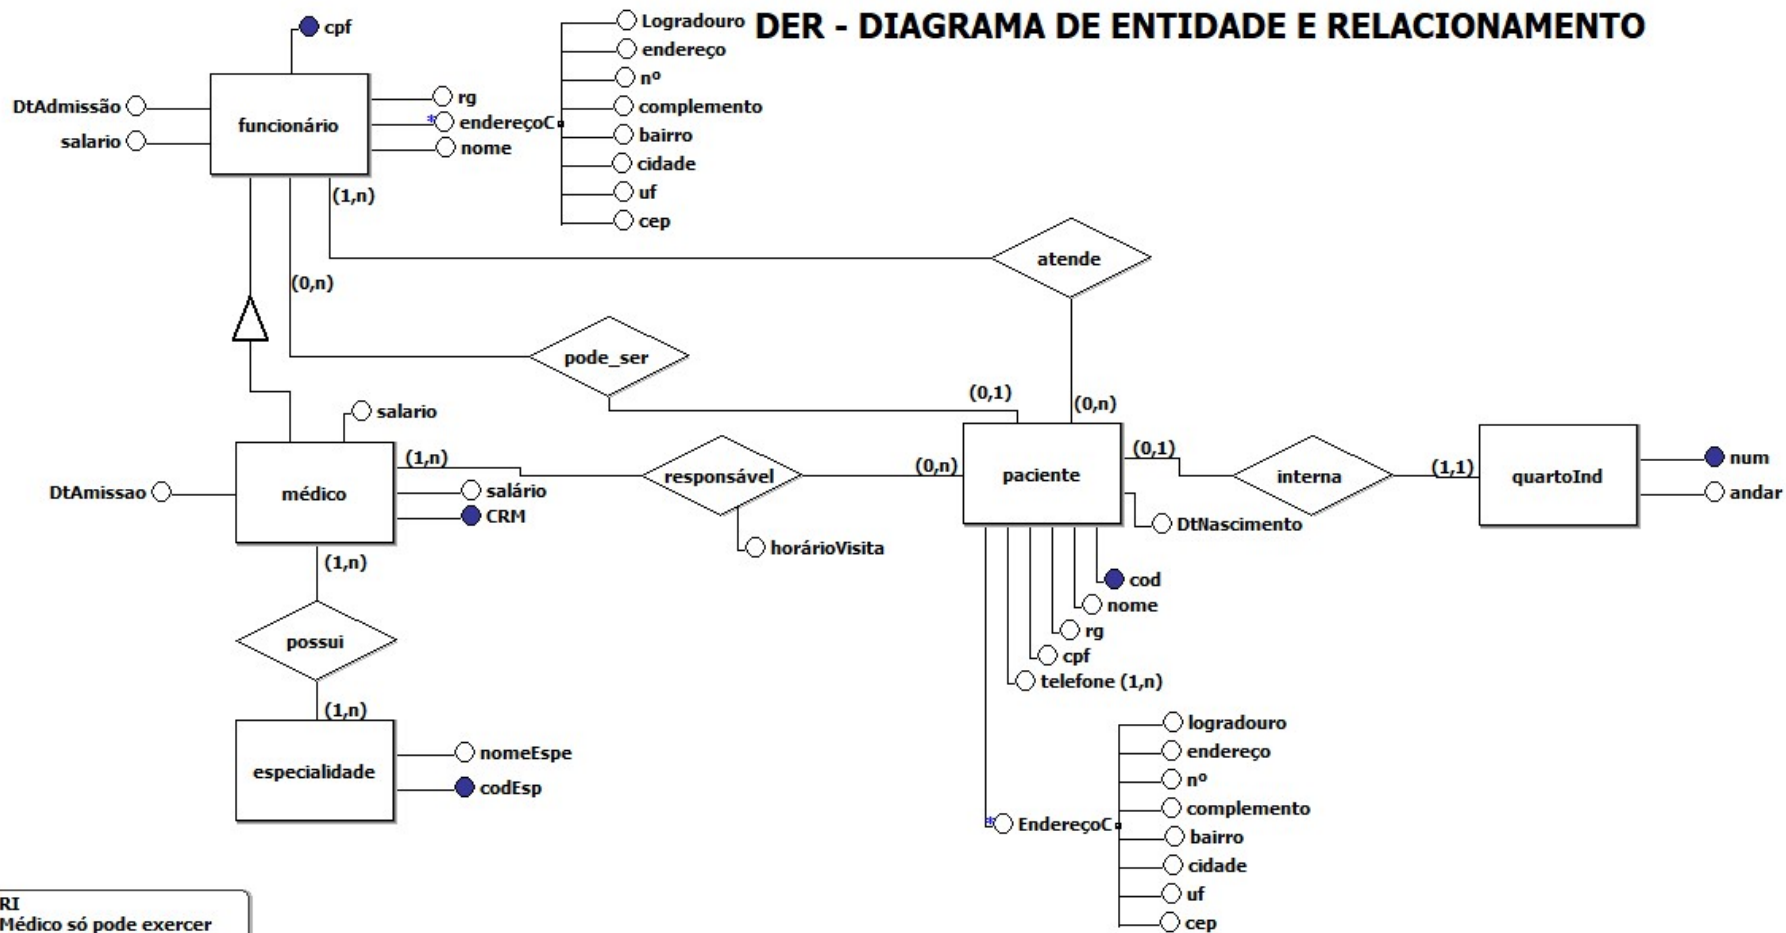 DER - DIAGRAMA DE ENTIDADE E RELACIONAMENTO
cpf
DtAdmissão
salario
funcionário
rg
endereçoC
nome
Logradouro
endereço
nº
complemento
bairro
cidade
uf
cep
(1,n)
(0,n)
atende
pode_ser
(0,1)
(0,n)
salario
DtAmissao
médico
(1,n)
salário
CRM
responsável
horárioVisita
(0,n)
paciente
(0,1)
interna
(1,1)
quartoInd
num
andar
DtNascimento
cod
nome
rg
cpf
telefone (1,n)
EndereçoC
logradouro
endereço
nº
complemento
bairro
cidade
uf
cep
(1,n)
possui
(1,n)
especialidade
nomeEspe
codEsp
RI
Médico só pode exercer